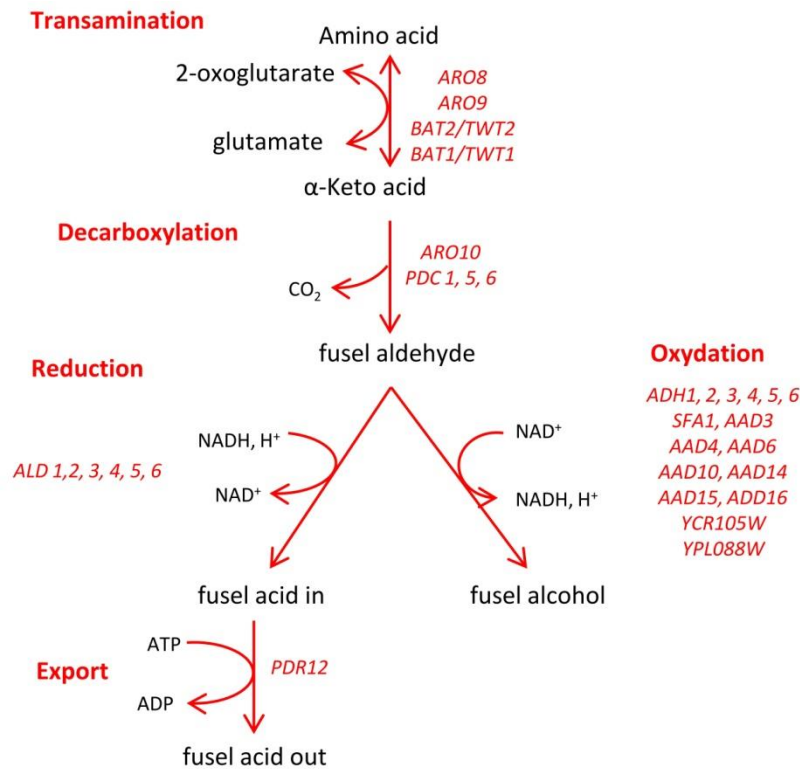 Transamination
Amino acid
2-oxoglutarate
ARO8
ARO9
BAT2/TWT2
BAT1/TWT1
glutamate
α-Keto acid
Decarboxylation
ARO10
PDC 1, 5, 6
CO₂
fusel aldehyde
Reduction
Oxydation
ADH1, 2, 3, 4, 5, 6
SFA1, AAD3
AAD4, AAD6
AAD10, AAD14
AAD15, ADD16
YCR105W
YPL088W
NADH, H⁺
NAD⁺
ALD 1,2, 3, 4, 5, 6
NAD⁺
NADH, H⁺
fusel acid in
fusel alcohol
ATP
Export
PDR12
ADP
fusel acid out